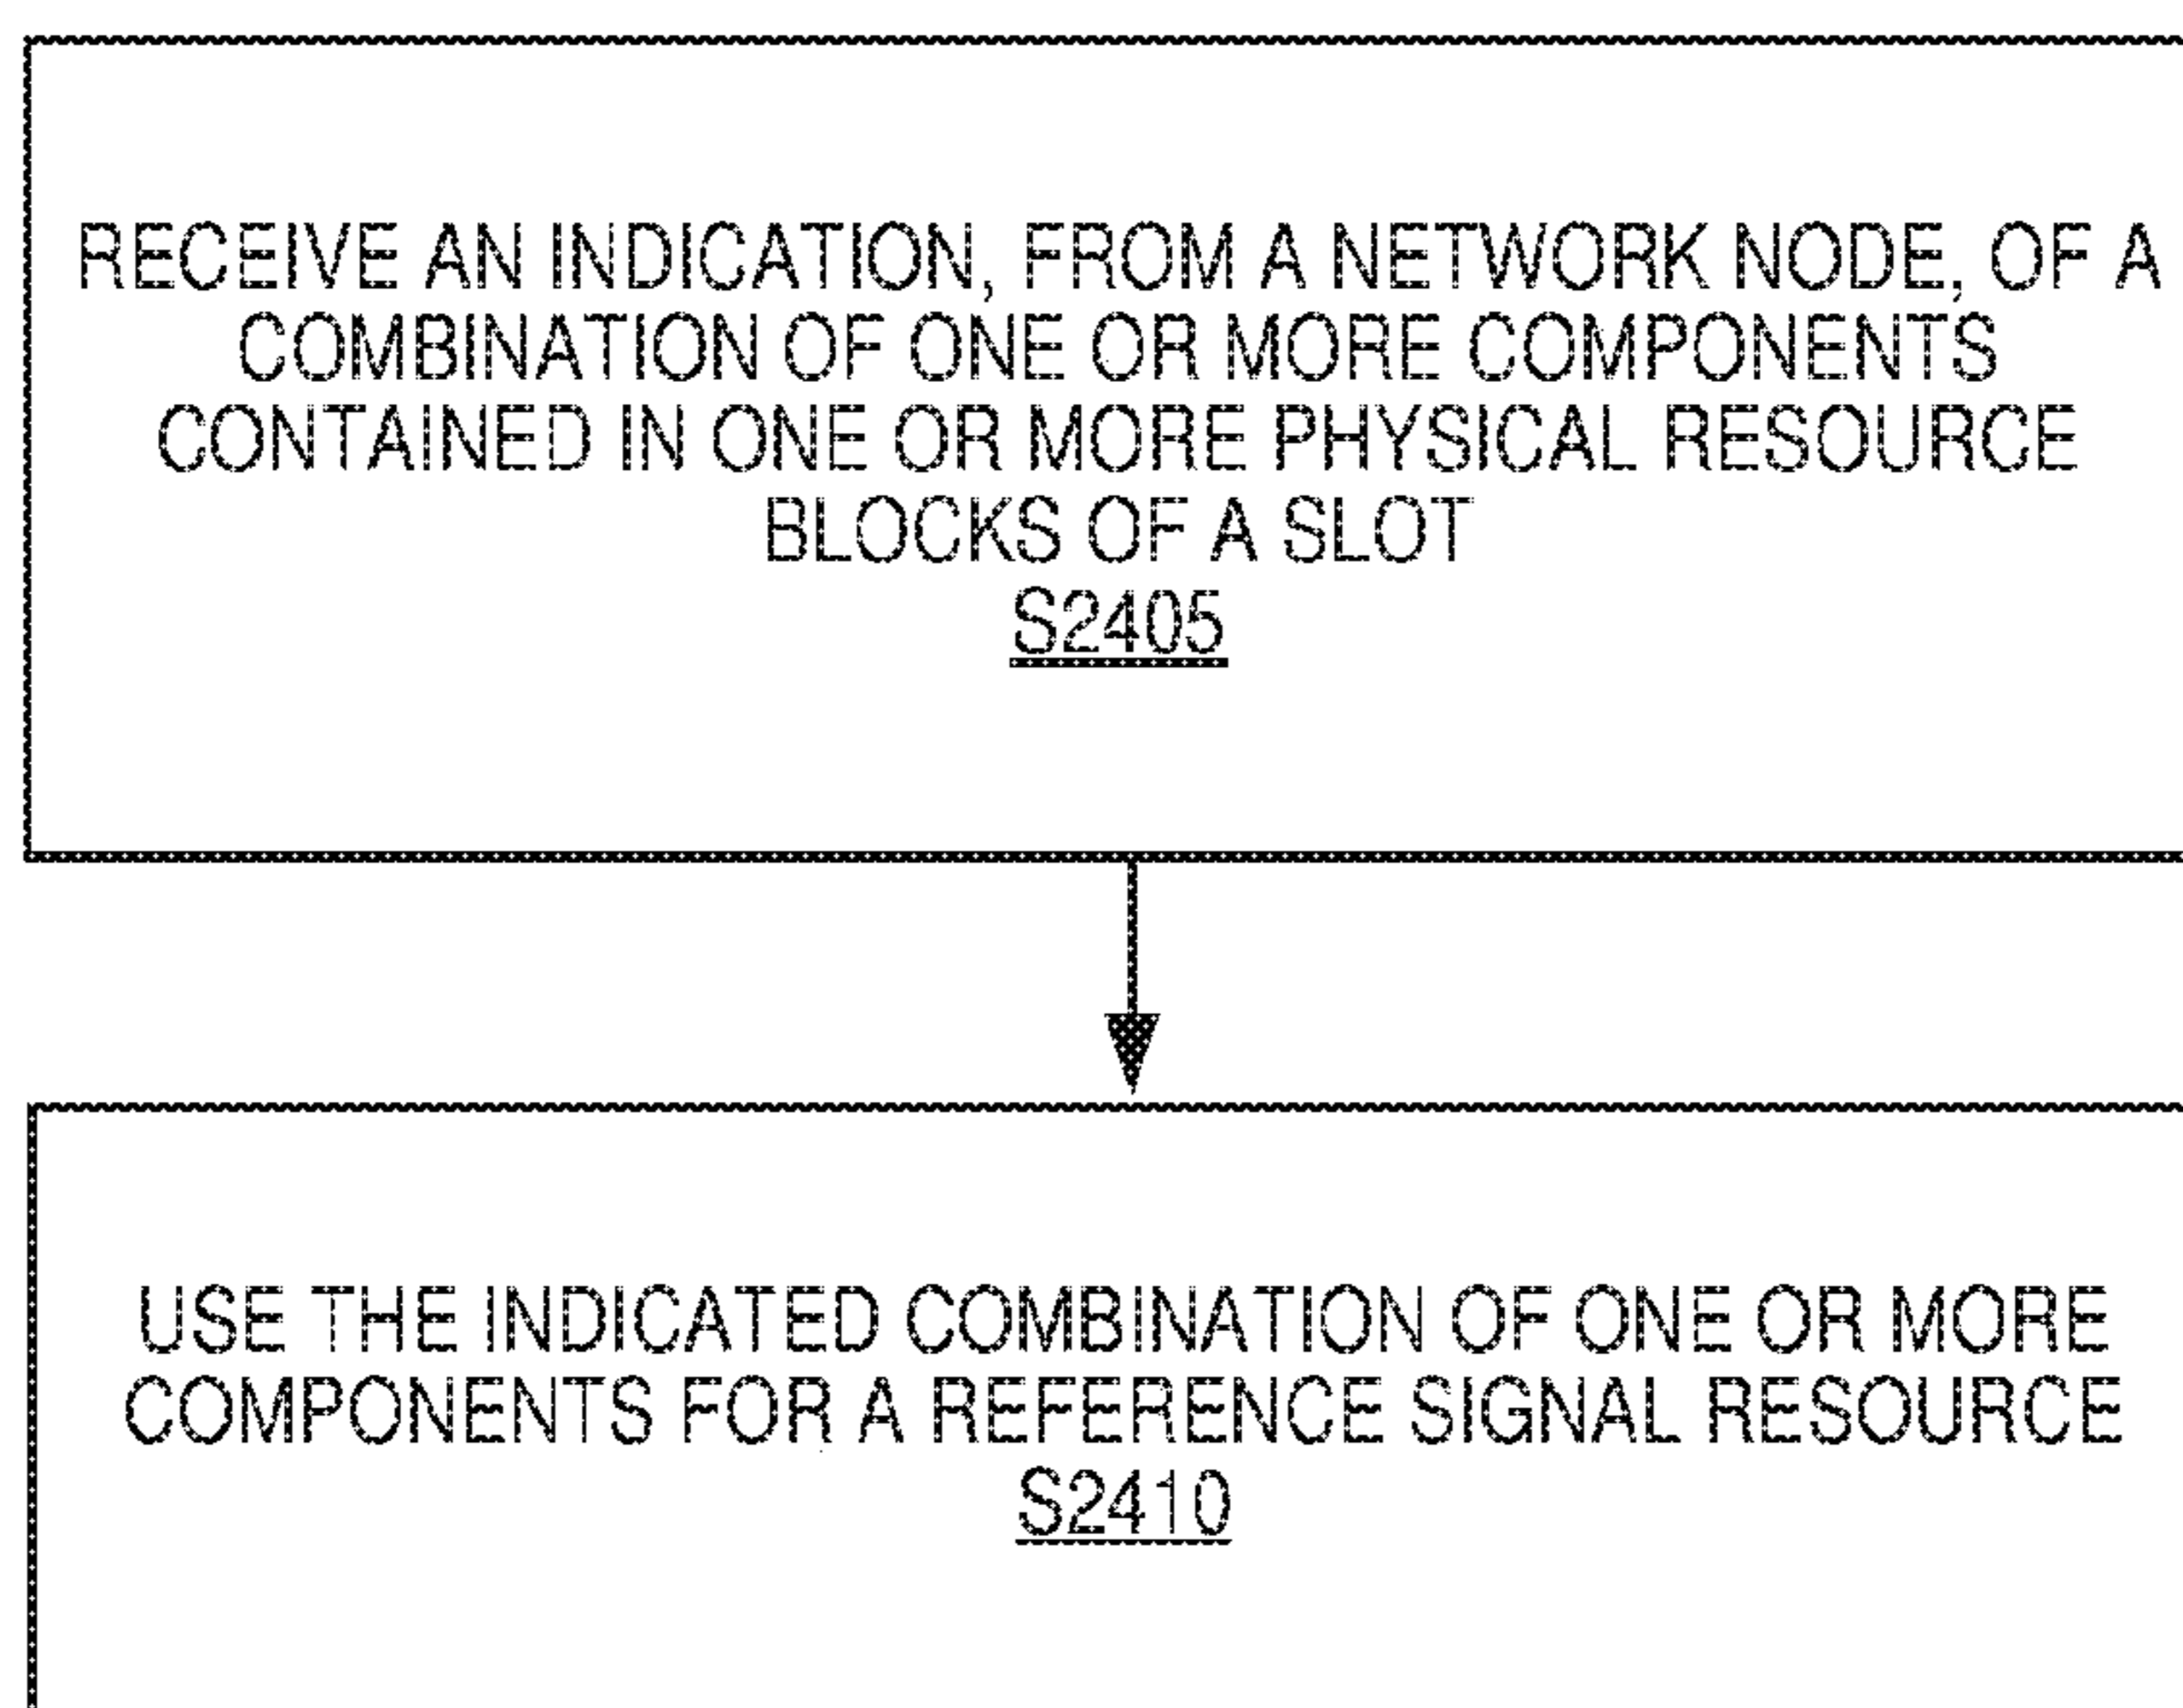 RECEIVE AN INDICATION, FROM A NETWORK NODE, OF A
COMBINATION OF ONE OR MORE COMPONENTS
CONTAINED IN ONE OR MORE PHYSICAL RESOURCE
BLOCKS OF A SLOT
S2405
USE THE INDICATED COMBINATION OF ONE OR MORE
COMPONENTS FOR A REFERENCE SIGNAL RESOURCE
S2410